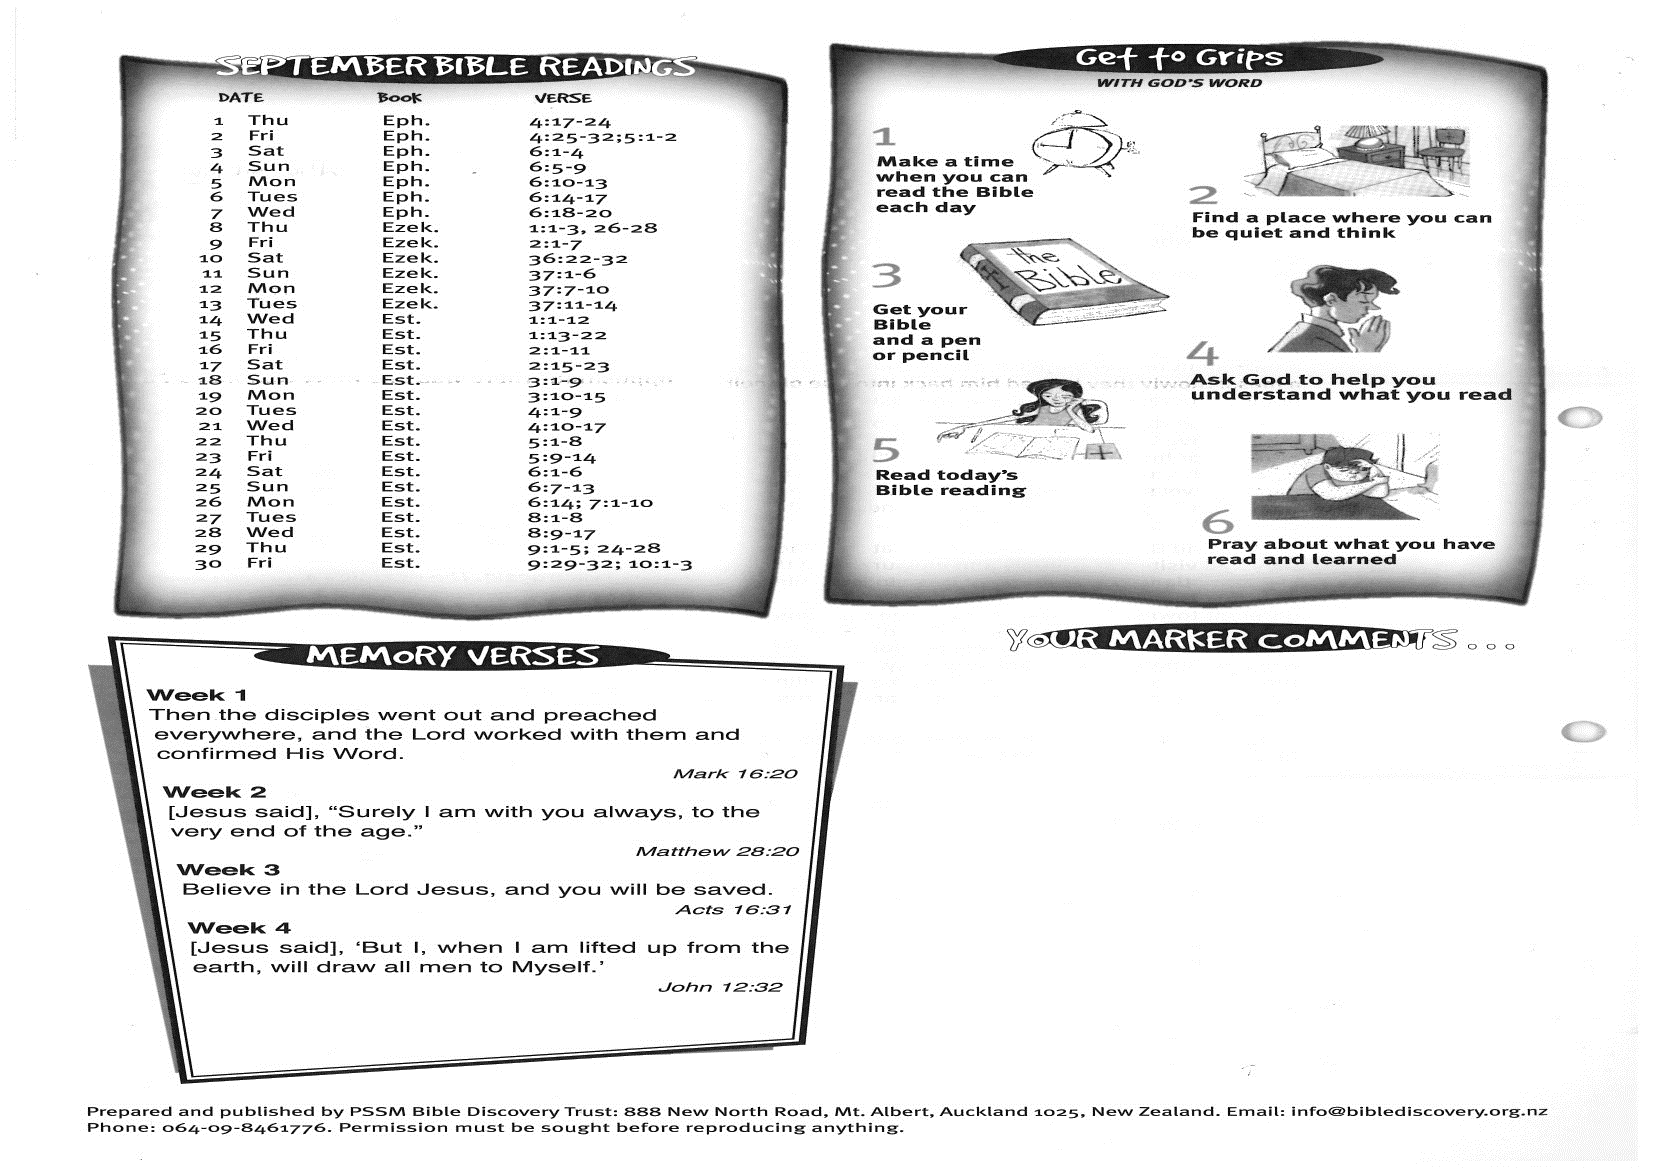 SEPTEMBER BIBLE READINGS
DATE Book VERSE
1 Thu Eph. 4:17-24
2 Fri Eph. 4:25-32;5:1-2
3 Sat Eph. 6:1-4
4 Sun Eph. 6:5-9
5 Mon Eph. 6:10-13
6 Tues Eph. 6:14-17
7 Wed Eph. 6:18-20
8 Thu Ezek. 1:1-3, 26-28
9 Fri Ezek. 2:1-7
10 Sat Ezek. 36:22-32
11 Sun Ezek. 37:1-6
12 Mon Ezek. 37:7-10
13 Tues Ezek. 37:11-14
14 Wed Est. 1:1-12
15 Thu Est. 1:13-22
16 Fri Est. 2:1-11
17 Sat Est. 2:15-23
18 Sun Est. 3:1-9
19 Mon Est. 3:10-15
20 Tues Est. 4:1-9
21 Wed Est. 4:10-17
22 Thu Est. 5:1-8
23 Fri Est. 5:9-14
24 Sat Est. 6:1-6
25 Sun Est. 6:7-13
26 Mon Est. 6:14; 7:1-10
27 Tues Est. 8:1-8
28 Wed Est. 8:9-17
29 Thu Est. 9:1-5; 24-28
30 Fri Est. 9:29-32; 10:1-3
Get to Grips
WITH GOD'S WORD
1
Make a time
when you can
read the Bible
each day
2
Find a place where you can
be quiet and think
3
the
Bible
Get your
Bible
and a pen
or pencil
4
Ask God to help you
understand what you read
5
Read today's
Bible reading
6
Pray about what you have
read and learned
MEMORY VERSES
Week 1
Then the disciples went out and preached
everywhere, and the Lord worked with them and
confirmed His Word.
Mark 16:20
Week 2
[Jesus said], “Surely I am with you always, to the
very end of the age.”
Matthew 28:20
Week 3
Believe in the Lord Jesus, and you will be saved.
Acts 16:31
Week 4
[Jesus said], ‘But I, when I am lifted up from the
earth, will draw all men to Myself.’
John 12:32
YOUR MARKER COMMENTS...
Prepared and published by PSSM Bible Discovery Trust: 888 New North Road, Mt. Albert, Auckland 1025, New Zealand. Email: info@biblediscovery.org.nz
Phone: 064-09-8461776. Permission must be sought before reproducing anything.